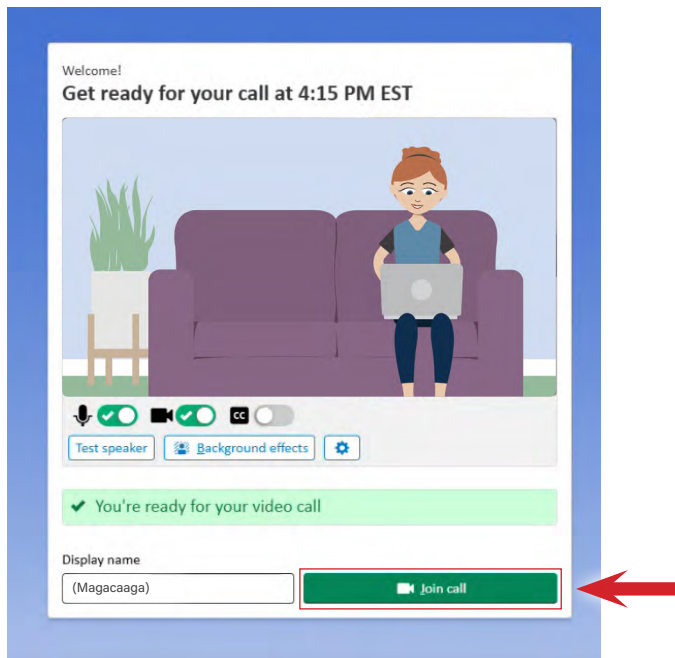 Welcome!
Get ready for your call at 4:15 PM EST
CC
Test speaker
Background effects
You're ready for your video call
Display name
(Magacaaga)
Join call